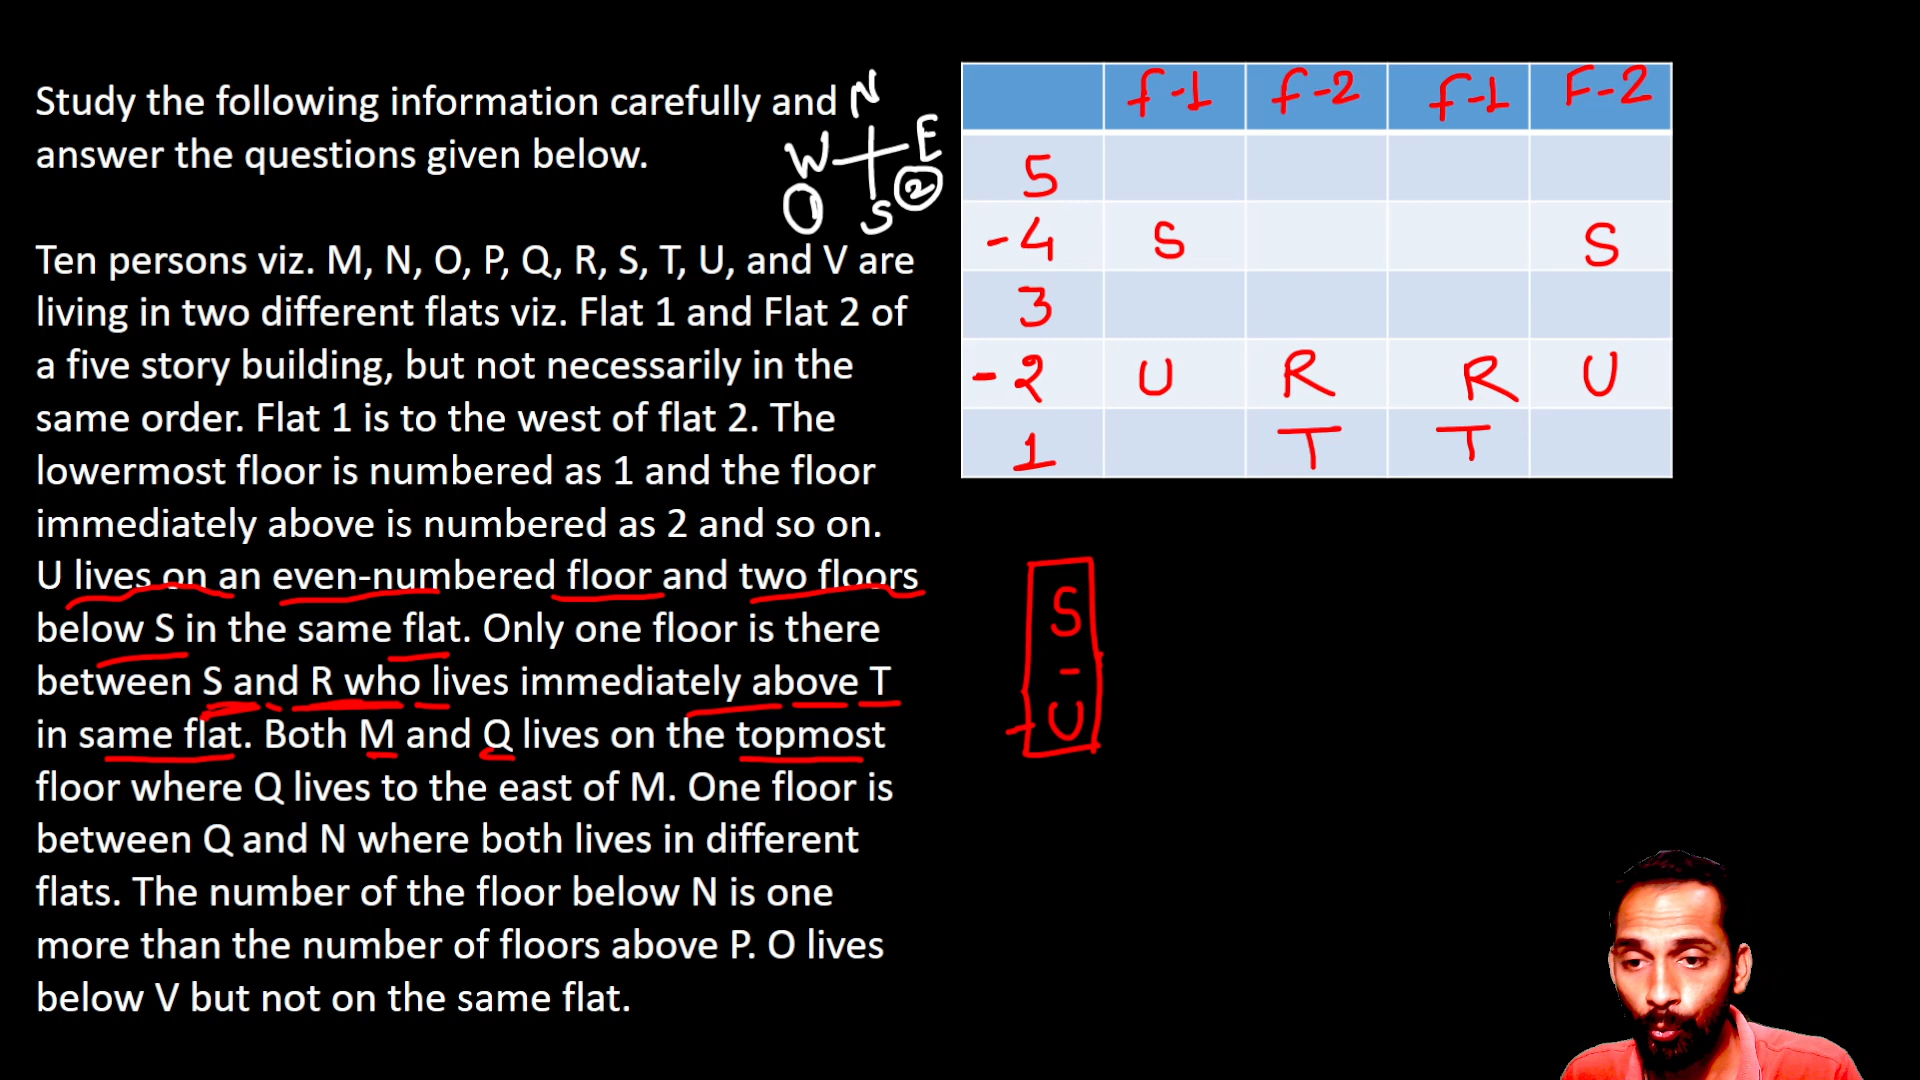 Study the following information carefully and
answer the questions given below.
N
W E
1 2
S
Ten persons viz. M, N, O, P, Q, R, S, T, U, and V are
living in two different flats viz. Flat 1 and Flat 2 of
a five story building, but not necessarily in the
same order. Flat 1 is to the west of flat 2. The
lowermost floor is numbered as 1 and the floor
immediately above is numbered as 2 and so on.
U lives on an even-numbered floor and two floors
below S in the same flat. Only one floor is there
between S and R who lives immediately above T
in same flat. Both M and Q lives on the topmost
floor where Q lives to the east of M. One floor is
between Q and N where both lives in different
flats. The number of the floor below N is one
more than the number of floors above P. O lives
below V but not on the same flat.
f-1 f-2 f-1 F-2
5
-4 S S
3
-2 U R R U
1 T T
S
-
-U